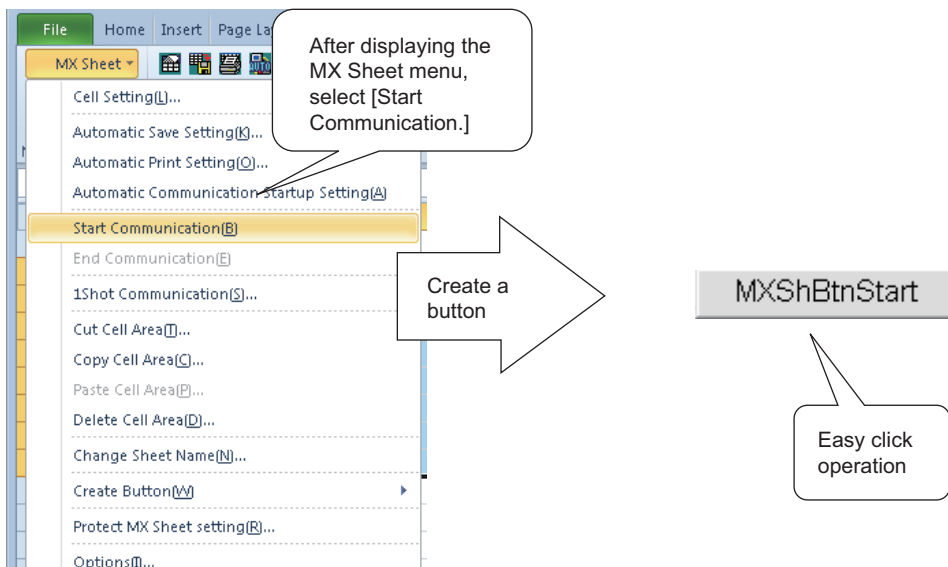 File Home Insert Page La
MX Sheet
AUTO
After displaying the
MX Sheet menu,
select [Start
Communication.]
Cell Setting(L)...
Automatic Save Setting(K)...
Automatic Print Setting(O)...
Automatic Communication Startup Setting(A)
Start Communication(B)
End Communication(E)
1Shot Communication(S)...
Cut Cell Area(T)...
Copy Cell Area(C)...
Paste Cell Area(P)...
Delete Cell Area(D)...
Change Sheet Name(N)...
Create Button(W)
Protect MX Sheet setting(R)...
Options(I)...
Create a
button
MXShBtnStart
Easy click
operation